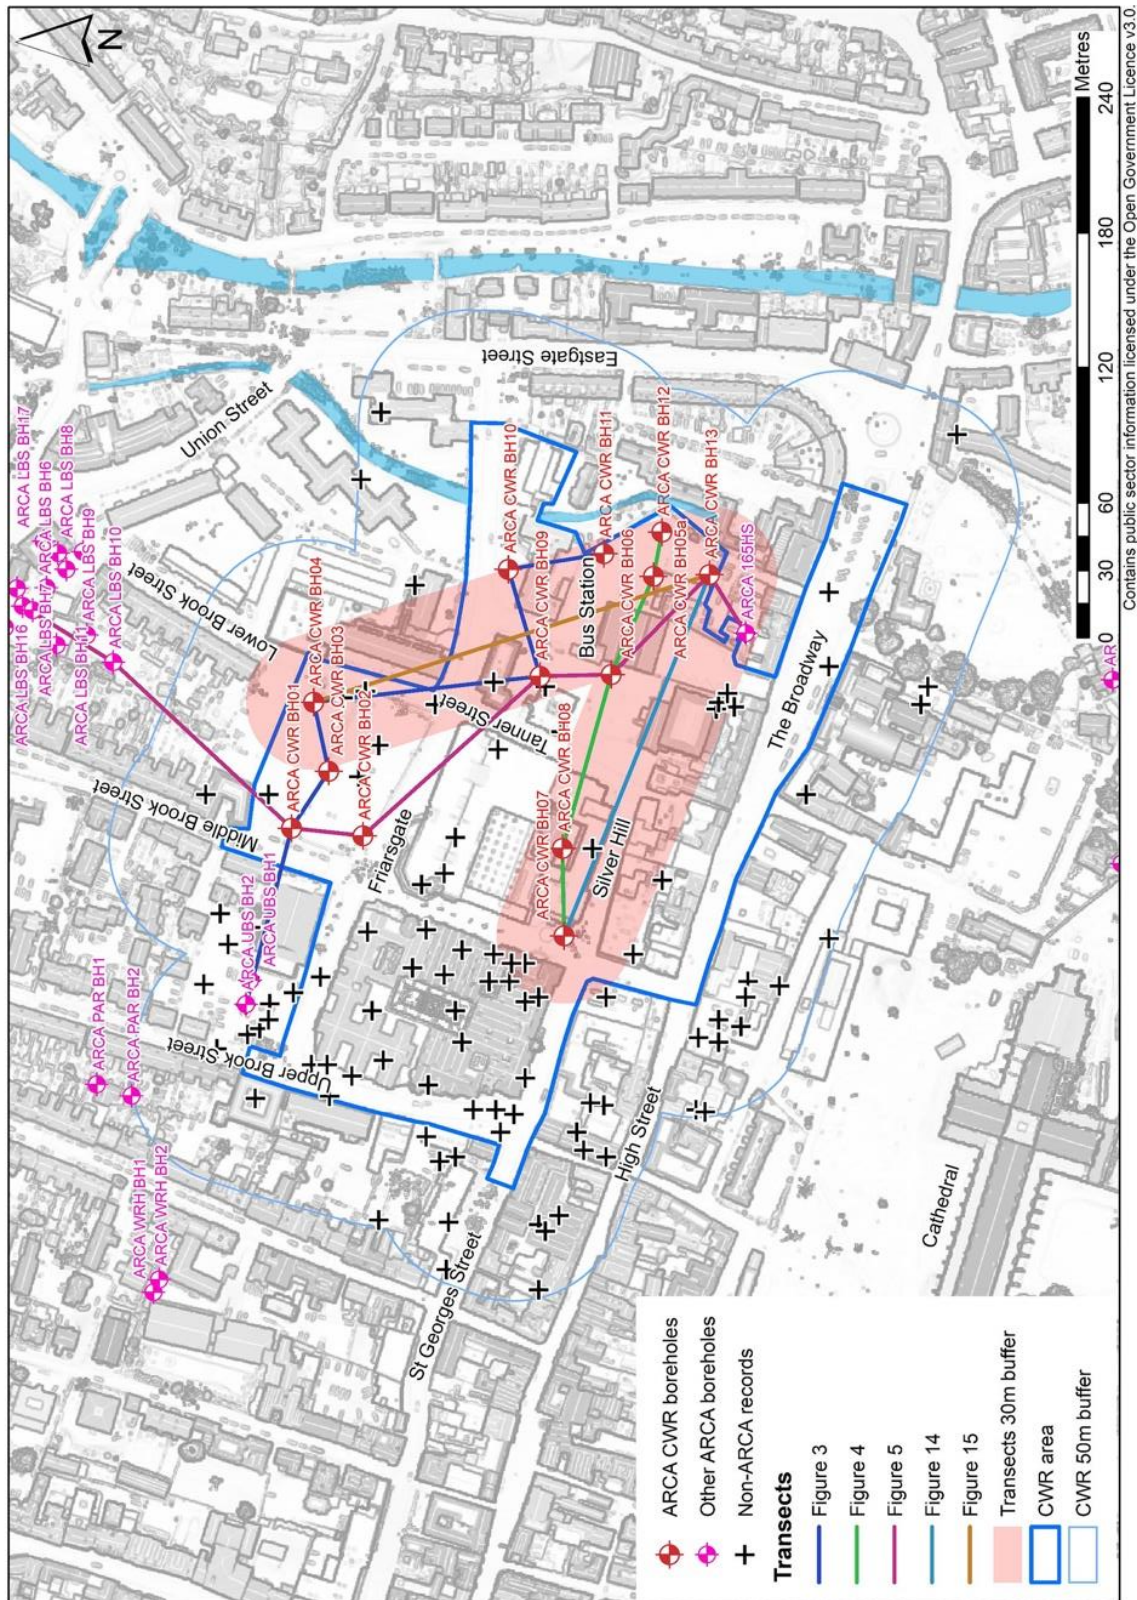 N
ARCA LBS BH17
ARCA LBS BH16
ARCA LBS BH6
ARCA LBS BH7
ARCA LBS BH8
ARCA LBS BH9
ARCA LBS BH11
ARCA LBS BH10
Union Street
Lower Brook Street
Middle Brook Street
Upper Brook Street
Eastgate Street
ARCA PAR BH1
ARCA PAR BH2
ARCA WRH BH1
ARCA WRH BH2
ARCA UBS BH2
ARCA UBS BH1
ARCA CWR BH01
ARCA CWR BH04
ARCA CWR BH03
ARCA CWR BH02
Friarsgate
Tanner Street
ARCA CWR BH10
ARCA CWR BH09
ARCA CWR BH11
ARCA CWR BH12
Bus Station
ARCA CWR BH06
ARCA CWR BH05a
ARCA CWR BH13
ARCA CWR BH07
ARCA CWR BH08
ARCA 165HS
Silver Hill
The Broadway
High Street
St Georges Street
Cathedral
AR
ARCA CWR boreholes
Other ARCA boreholes
Non-ARCA records
Transects
Figure 3
Figure 4
Figure 5
Figure 14
Figure 15
Transects 30m buffer
CWR area
CWR 50m buffer
0 30 60 120 180 240
Metres
Contains public sector information licensed under the Open Government Licence v3.0.